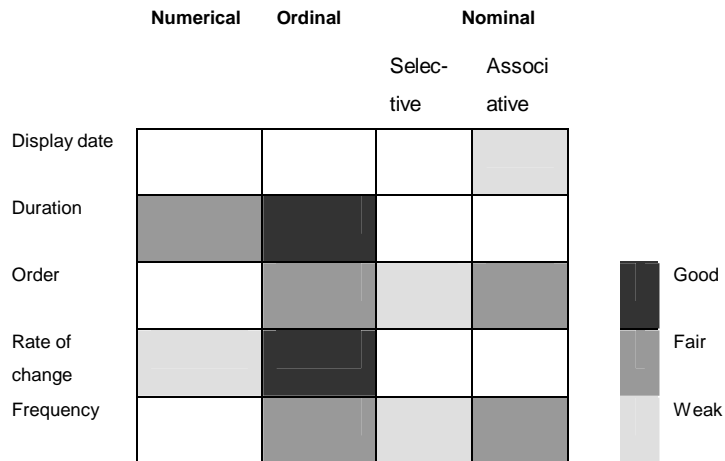 Numerical Ordinal Nominal
Selec-
tive
Associ
ative
Display date
Duration
Order
Rate of
change
Frequency
Good
Fair
Weak